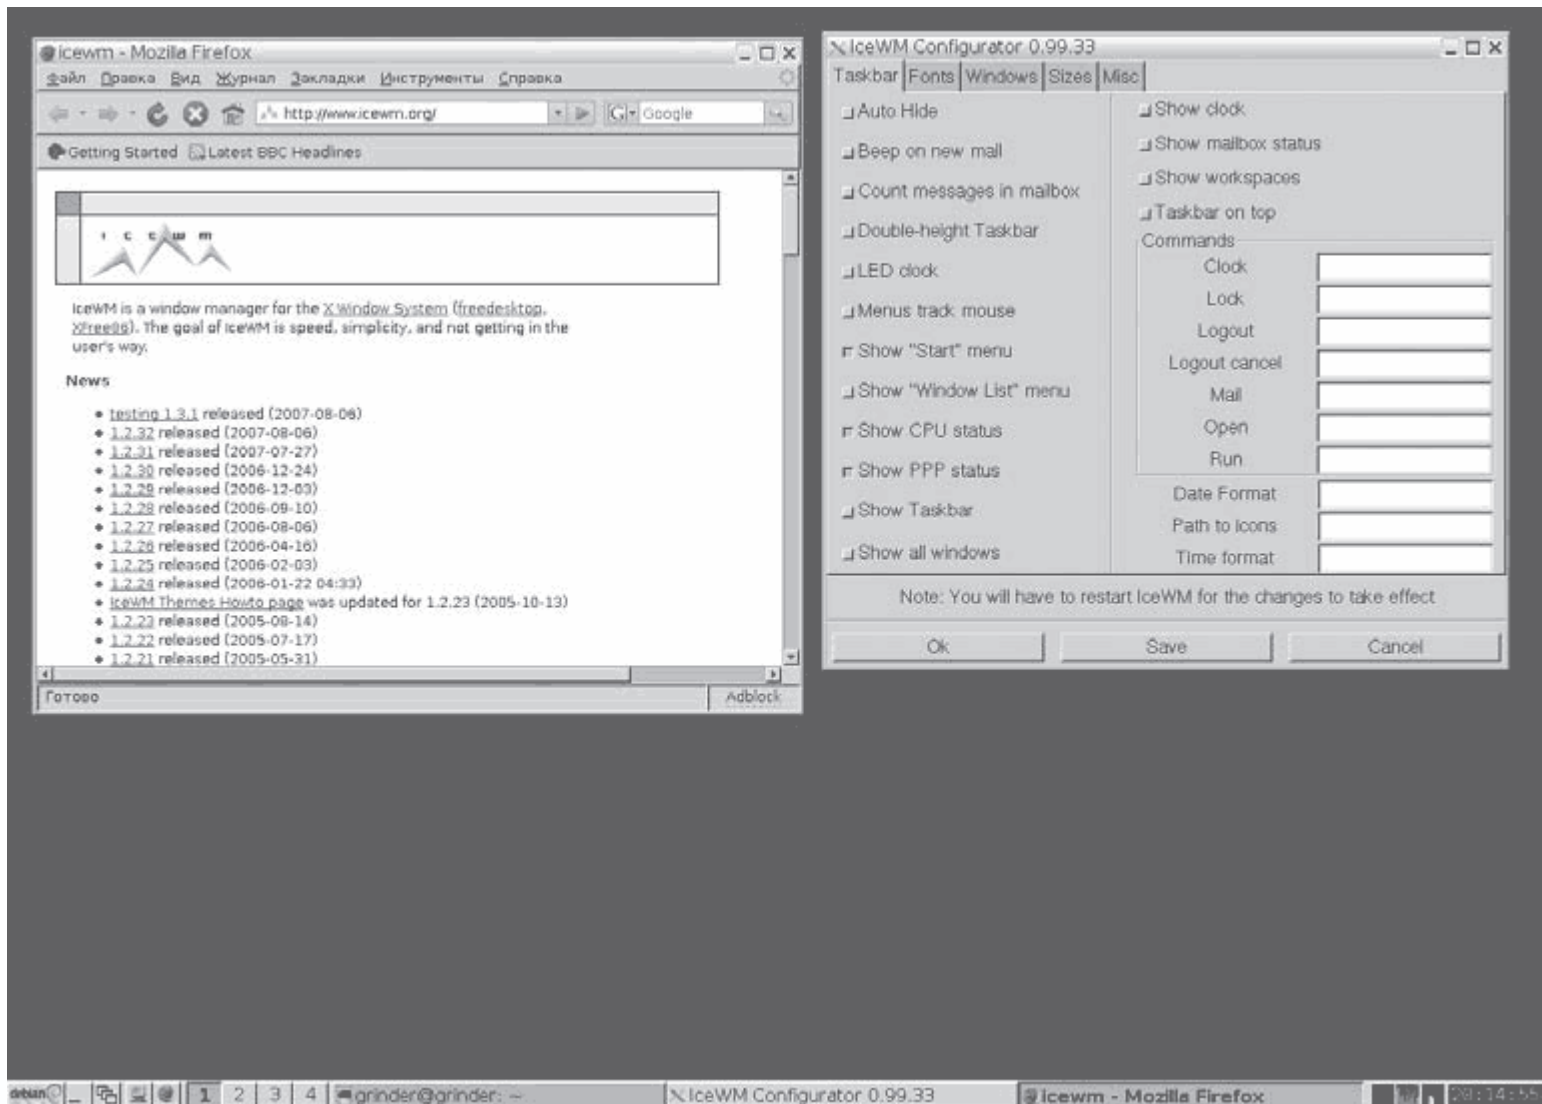 icewm - Mozilla Firefox
Файл Правка Вид Журнал Закладки Инструменты Справка
http://www.icewm.org/
G Google
Getting Started Latest BBC Headlines
icewm
IceWM is a window manager for the X Window System (freedesktop,
XFree86). The goal of IceWM is speed, simplicity, and not getting in the
user's way.
News
testing 1.3.1 released (2007-08-06)
1.2.32 released (2007-08-06)
1.2.31 released (2007-07-27)
1.2.30 released (2006-12-24)
1.2.29 released (2006-12-03)
1.2.28 released (2006-09-10)
1.2.27 released (2006-08-06)
1.2.26 released (2006-04-16)
1.2.25 released (2006-02-03)
1.2.24 released (2006-01-22 04:33)
IceWM Themes Howto page was updated for 1.2.23 (2005-10-13)
1.2.23 released (2005-08-14)
1.2.22 released (2005-07-17)
1.2.21 released (2005-05-31)
Готово
Adblock
IceWM Configurator 0.99.33
Taskbar Fonts Windows Sizes Misc
Auto Hide
Beep on new mail
Count messages in mailbox
Double-height Taskbar
LED clock
Menus track mouse
Show "Start" menu
Show "Window List" menu
Show CPU status
Show PPP status
Show Taskbar
Show all windows
Show clock
Show mailbox status
Show workspaces
Taskbar on top
Commands
Clock
Lock
Logout
Logout cancel
Mail
Open
Run
Date Format
Path to Icons
Time format
Note: You will have to restart IceWM for the changes to take effect
Ok Save Cancel
debian 1 2 3 4 grinder@grinder: ~ IceWM Configurator 0.99.33 icewm - Mozilla Firefox 20:14:55